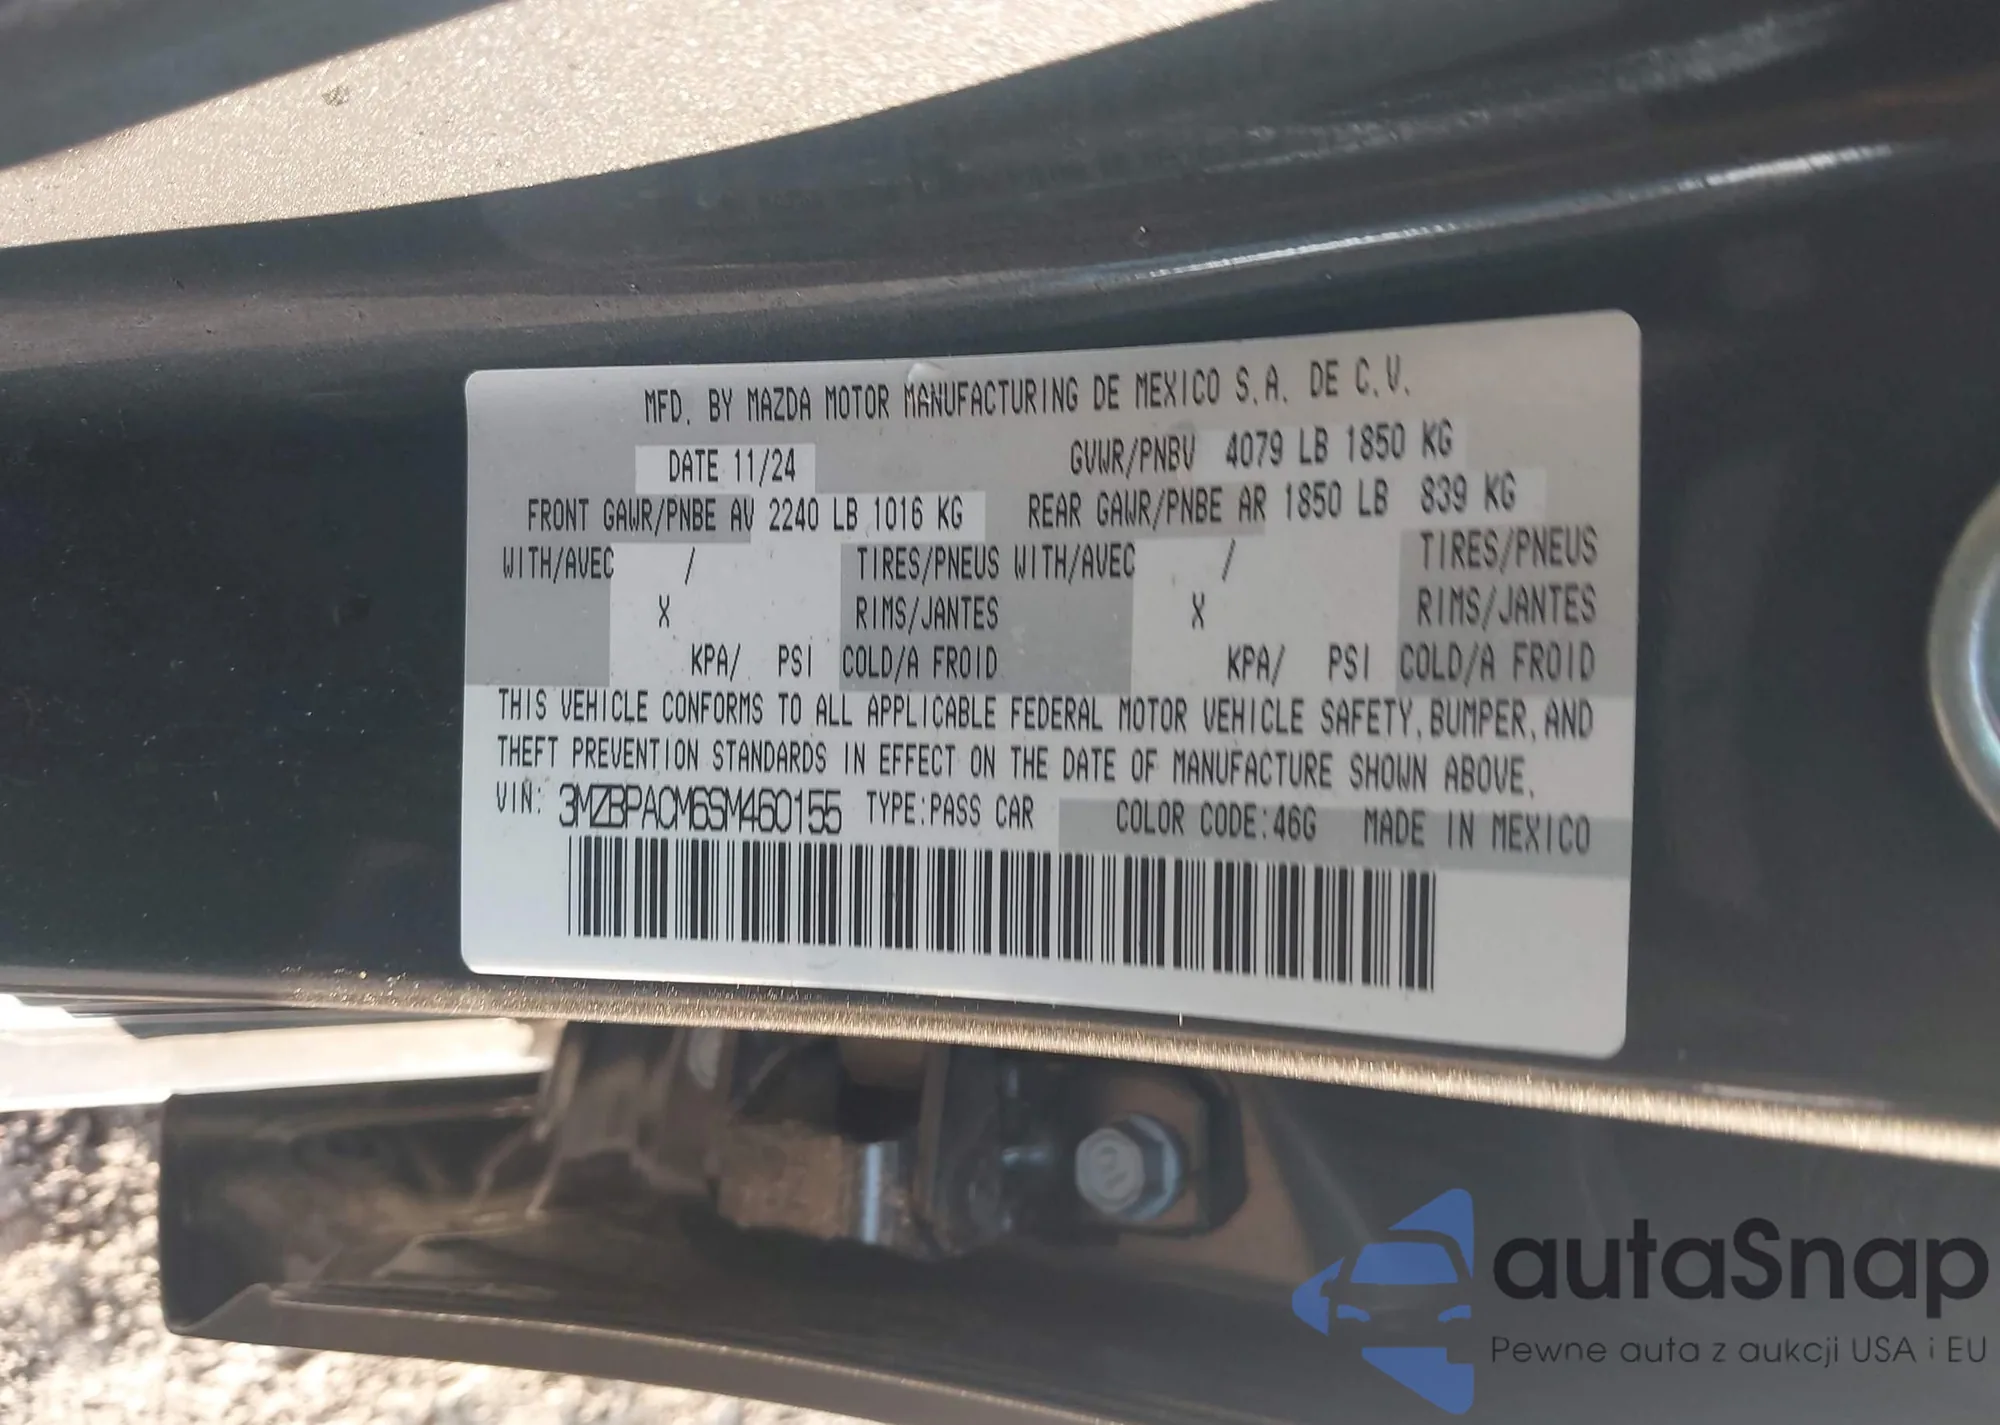 MFD. BY MAZDA MOTOR MANUFACTURING DE MEXICO S.A. DE C.V.
DATE 11/24 GVWR/PNBV 4079 LB 1850 KG
FRONT GAWR/PNBE AV 2240 LB 1016 KG REAR GAWR/PNBE AR 1850 LB 839 KG
WITH/AVEC / TIRES/PNEUS WITH/AVEC / TIRES/PNEUS
X RIMS/JANTES X RIMS/JANTES
KPA/ PSI COLD/A FROID KPA/ PSI COLD/A FROID
THIS VEHICLE CONFORMS TO ALL APPLICABLE FEDERAL MOTOR VEHICLE SAFETY, BUMPER, AND
THEFT PREVENTION STANDARDS IN EFFECT ON THE DATE OF MANUFACTURE SHOWN ABOVE.
VIN: 3MZBPACM6SM460155 TYPE:PASS CAR COLOR CODE:46G MADE IN MEXICO
autaSnap
Pewne auta z aukcji USA i EU